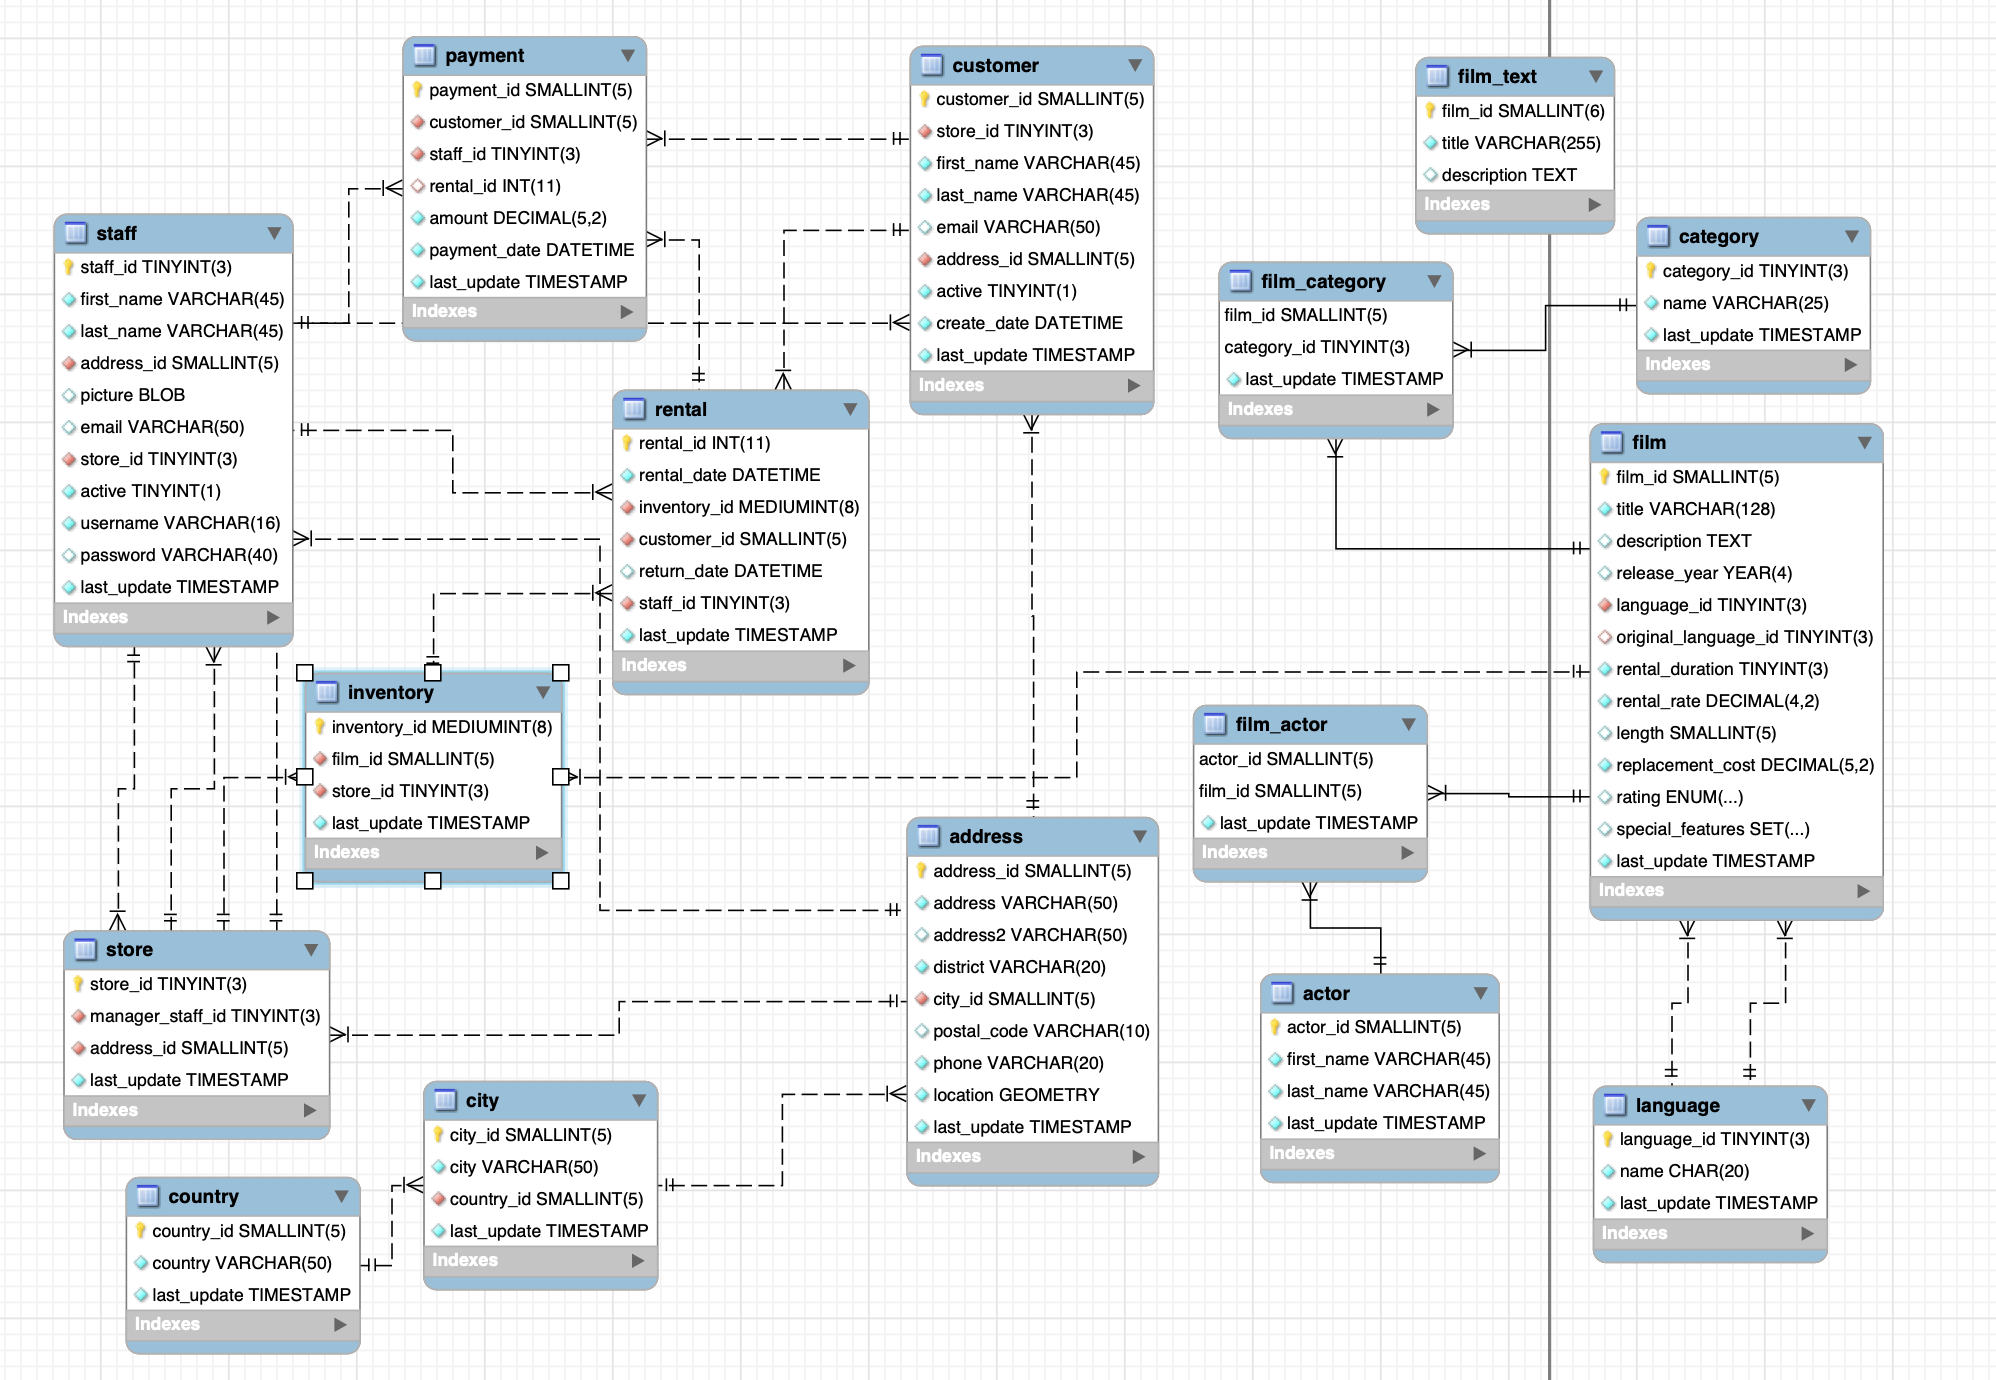 payment
payment_id SMALLINT(5)
customer_id SMALLINT(5)
staff_id TINYINT(3)
rental_id INT(11)
amount DECIMAL(5,2)
payment_date DATETIME
last_update TIMESTAMP
Indexes
customer
customer_id SMALLINT(5)
store_id TINYINT(3)
first_name VARCHAR(45)
last_name VARCHAR(45)
email VARCHAR(50)
address_id SMALLINT(5)
active TINYINT(1)
create_date DATETIME
last_update TIMESTAMP
Indexes
film_text
film_id SMALLINT(6)
title VARCHAR(255)
description TEXT
Indexes
staff
staff_id TINYINT(3)
first_name VARCHAR(45)
last_name VARCHAR(45)
address_id SMALLINT(5)
picture BLOB
email VARCHAR(50)
store_id TINYINT(3)
active TINYINT(1)
username VARCHAR(16)
password VARCHAR(40)
last_update TIMESTAMP
Indexes
category
category_id TINYINT(3)
name VARCHAR(25)
last_update TIMESTAMP
Indexes
film_category
film_id SMALLINT(5)
category_id TINYINT(3)
last_update TIMESTAMP
Indexes
rental
rental_id INT(11)
rental_date DATETIME
inventory_id MEDIUMINT(8)
customer_id SMALLINT(5)
return_date DATETIME
staff_id TINYINT(3)
last_update TIMESTAMP
Indexes
film
film_id SMALLINT(5)
title VARCHAR(128)
description TEXT
release_year YEAR(4)
language_id TINYINT(3)
original_language_id TINYINT(3)
rental_duration TINYINT(3)
rental_rate DECIMAL(4,2)
length SMALLINT(5)
replacement_cost DECIMAL(5,2)
rating ENUM(...)
special_features SET(...)
last_update TIMESTAMP
Indexes
inventory
inventory_id MEDIUMINT(8)
film_id SMALLINT(5)
store_id TINYINT(3)
last_update TIMESTAMP
Indexes
film_actor
actor_id SMALLINT(5)
film_id SMALLINT(5)
last_update TIMESTAMP
Indexes
address
address_id SMALLINT(5)
address VARCHAR(50)
address2 VARCHAR(50)
district VARCHAR(20)
city_id SMALLINT(5)
postal_code VARCHAR(10)
phone VARCHAR(20)
location GEOMETRY
last_update TIMESTAMP
Indexes
store
store_id TINYINT(3)
manager_staff_id TINYINT(3)
address_id SMALLINT(5)
last_update TIMESTAMP
Indexes
actor
actor_id SMALLINT(5)
first_name VARCHAR(45)
last_name VARCHAR(45)
last_update TIMESTAMP
Indexes
city
city_id SMALLINT(5)
city VARCHAR(50)
country_id SMALLINT(5)
last_update TIMESTAMP
Indexes
language
language_id TINYINT(3)
name CHAR(20)
last_update TIMESTAMP
Indexes
country
country_id SMALLINT(5)
country VARCHAR(50)
last_update TIMESTAMP
Indexes